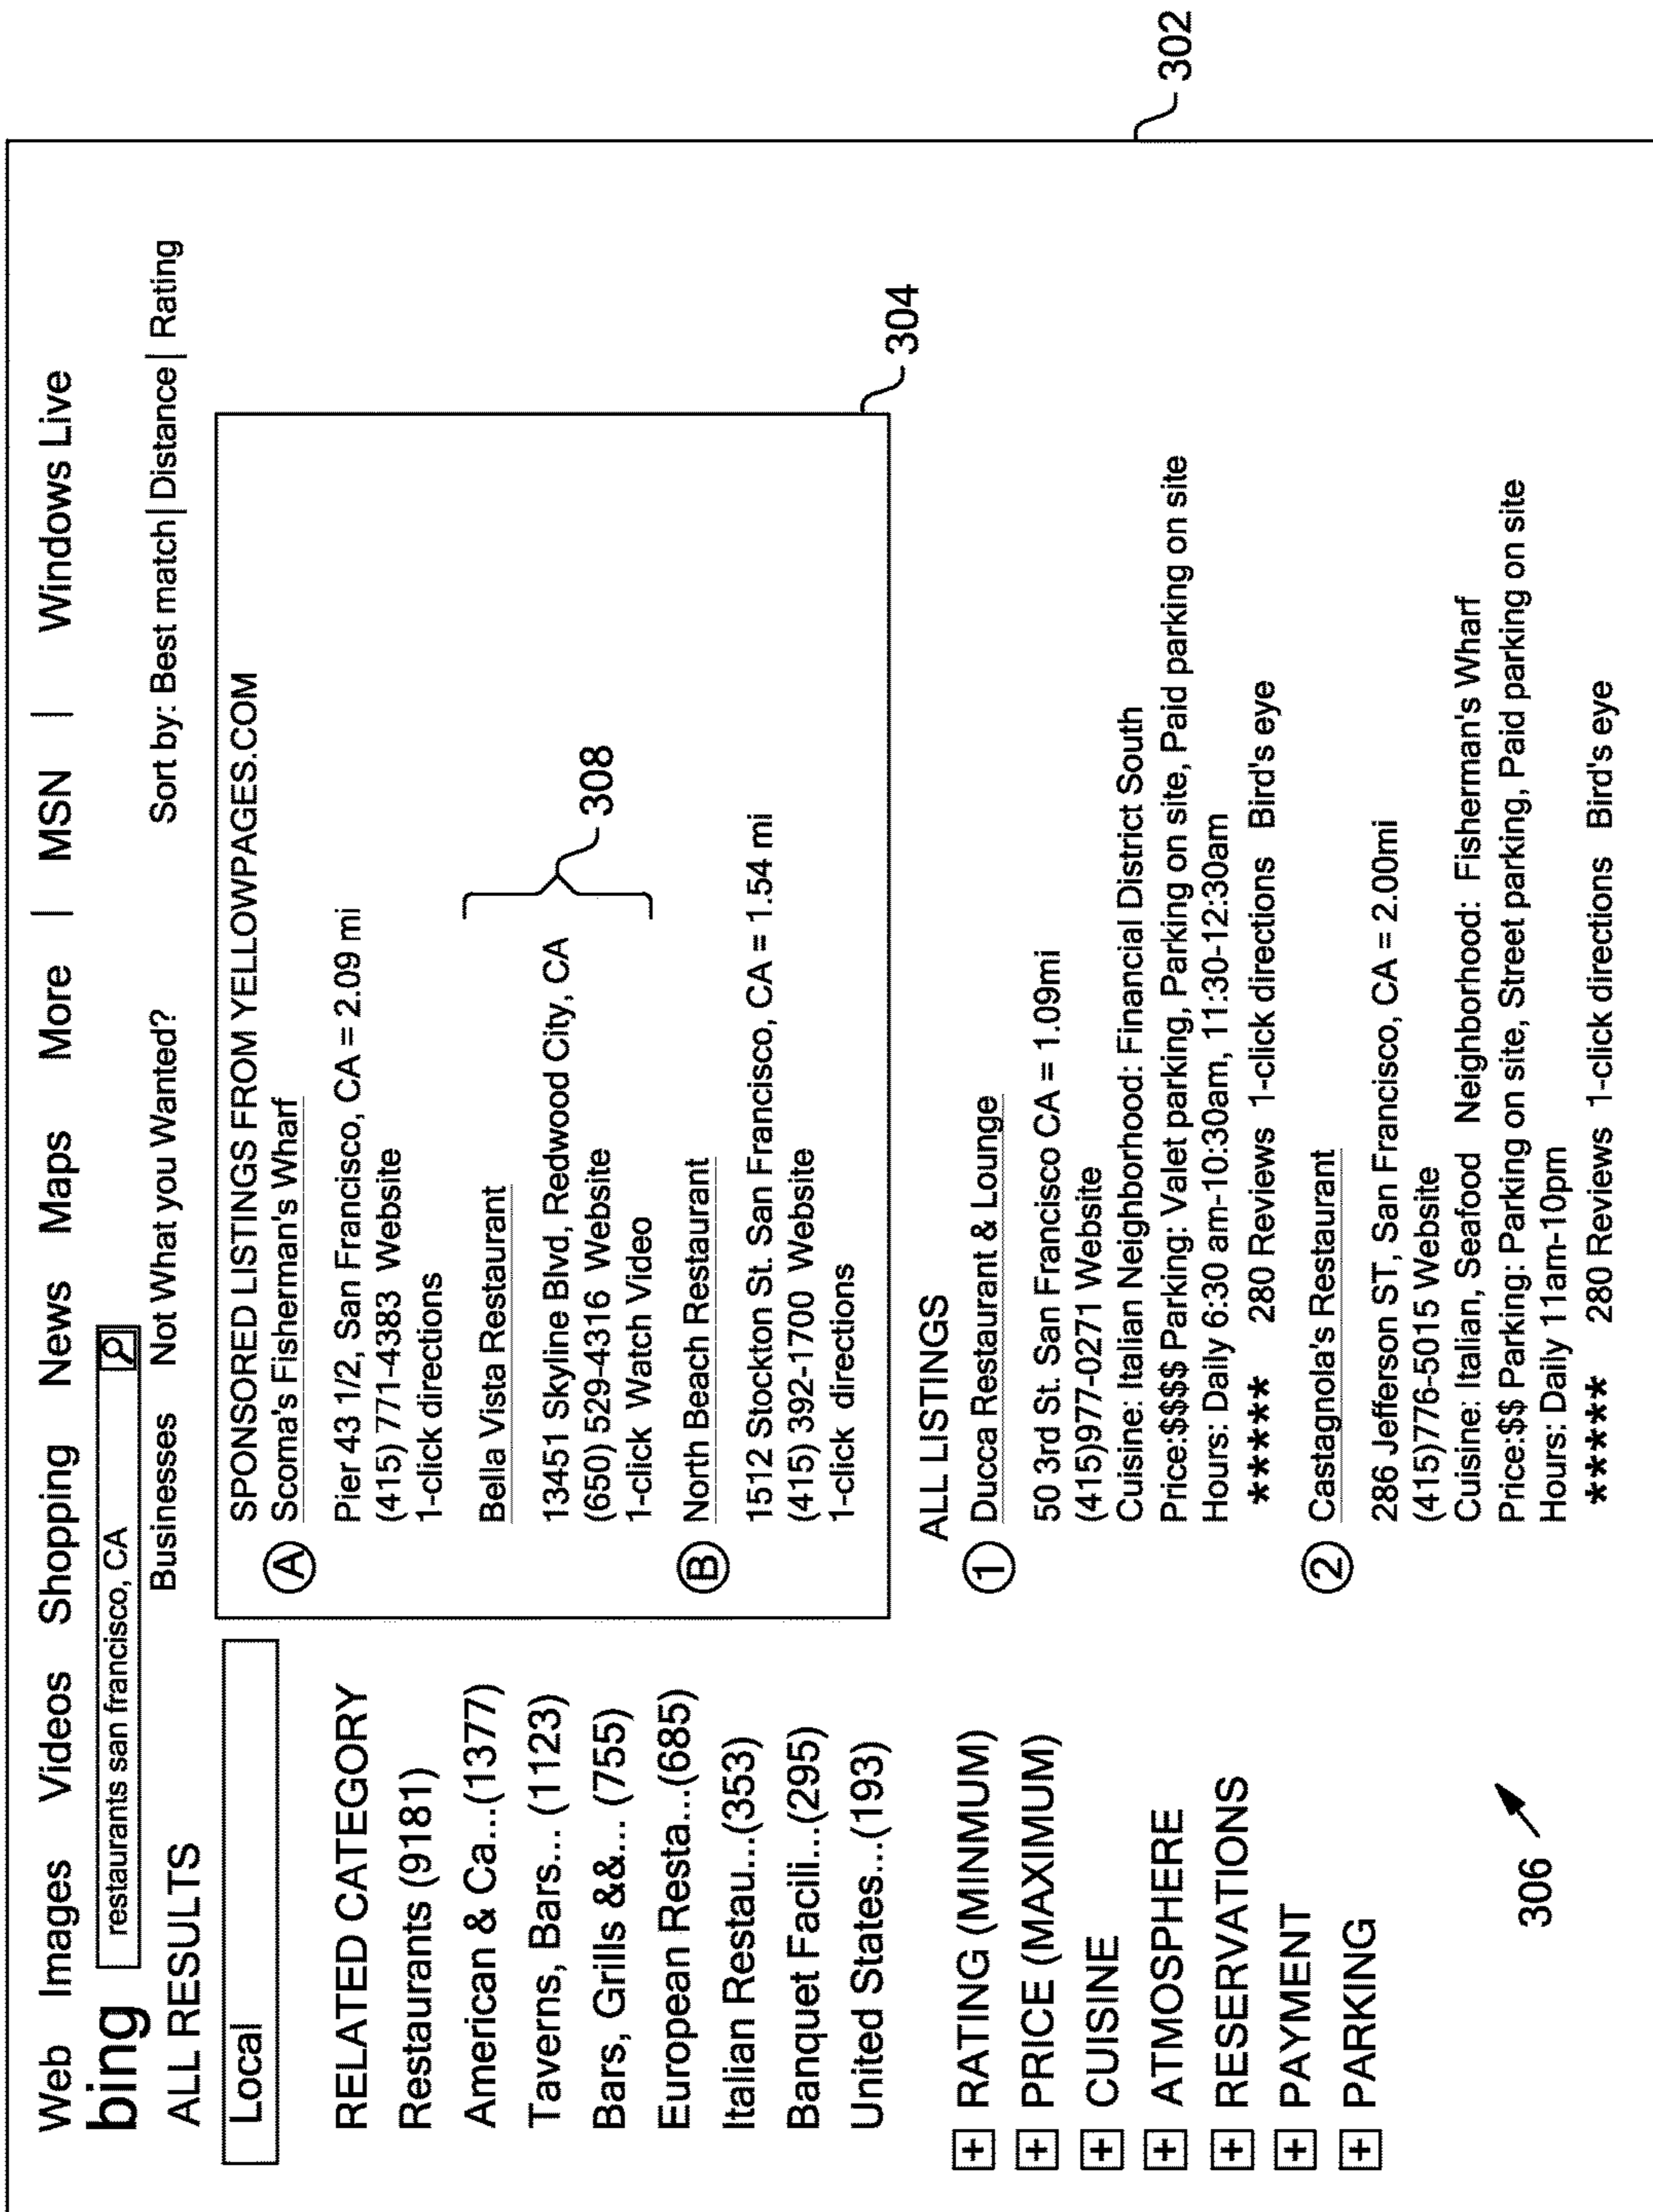 Web Images Videos Shopping News Maps More | MSN | Windows Live
bing restaurants san francisco, CA
ALL RESULTS Businesses Not What you Wanted? Sort by: Best match| Distance| Rating
Local
RELATED CATEGORY
Restaurants (9181)
American & Ca...(1377)
Taverns, Bars... (1123)
Bars, Grills &&... (755)
European Resta...(685)
Italian Restau...(353)
Banquet Facili...(295)
United States...(193)
+ RATING (MINMUM)
+ PRICE (MAXIMUM)
+ CUISINE
+ ATMOSPHERE
+ RESERVATIONS
+ PAYMENT
+ PARKING
306
SPONSORED LISTINGS FROM YELLOWPAGES.COM
A Scoma's Fisherman's Wharf
Pier 43 1/2, San Francisco, CA = 2.09 mi
(415) 771-4383 Website
1-click directions
Bella Vista Restaurant
13451 Skyline Blvd, Redwood City, CA
(650) 529-4316 Website
1-click Watch Video
308
B North Beach Restaurant
1512 Stockton St. San Francisco, CA = 1.54 mi
(415) 392-1700 Website
1-click directions
304
ALL LISTINGS
1 Ducca Restaurant & Lounge
50 3rd St. San Francisco CA = 1.09mi
(415)977-0271 Website
Cuisine: Italian Neighborhood: Financial District South
Price:$$$$ Parking: Valet parking, Parking on site, Paid parking on site
Hours: Daily 6:30 am-10:30am, 11:30-12:30am
***** 280 Reviews 1-click directions Bird's eye
2 Castagnola's Restaurant
286 Jefferson ST, San Francisco, CA = 2.00mi
(415)776-5015 Website
Cuisine: Italian, Seafood Neighborhood: Fisherman's Wharf
Price:$$ Parking: Parking on site, Street parking, Paid parking on site
Hours: Daily 11am-10pm
***** 280 Reviews 1-click directions Bird's eye
302